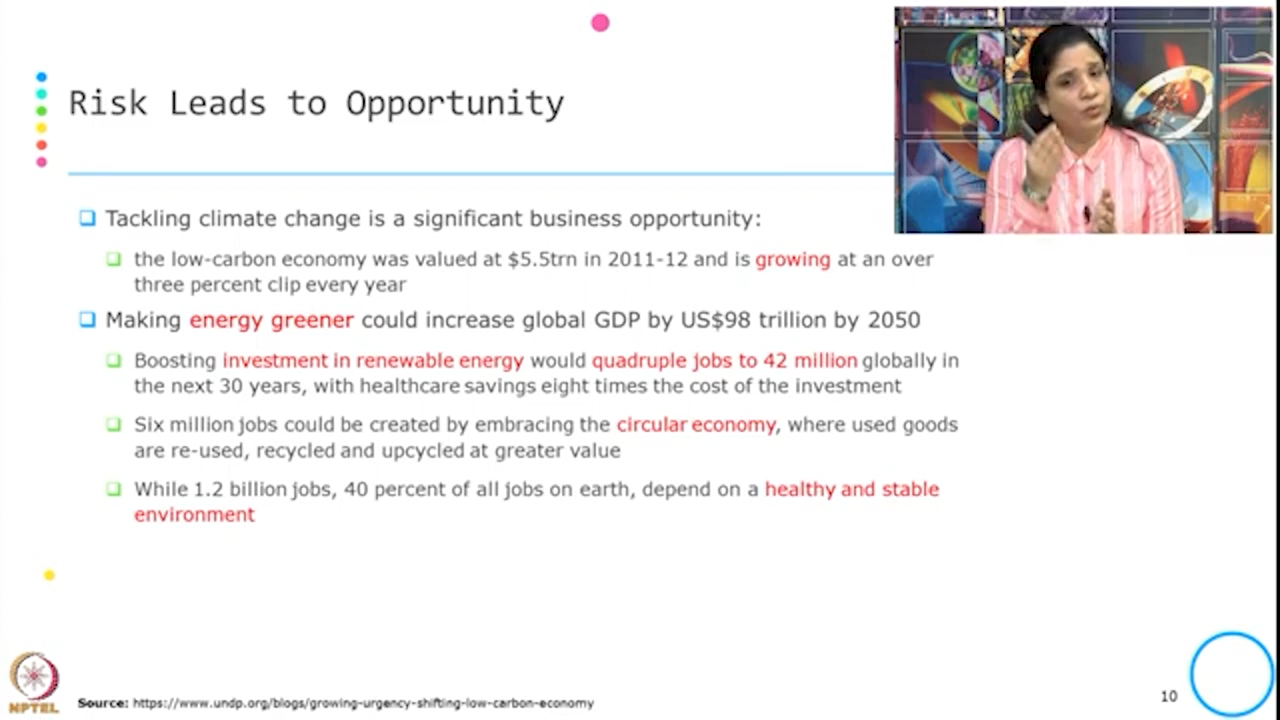 Risk Leads to Opportunity
Tackling climate change is a significant business opportunity:
the low-carbon economy was valued at $5.5trn in 2011-12 and is growing at an over
three percent clip every year
Making energy greener could increase global GDP by US$98 trillion by 2050
Boosting investment in renewable energy would quadruple jobs to 42 million globally in
the next 30 years, with healthcare savings eight times the cost of the investment
Six million jobs could be created by embracing the circular economy, where used goods
are re-used, recycled and upcycled at greater value
While 1.2 billion jobs, 40 percent of all jobs on earth, depend on a healthy and stable
environment
NPTEL
Source: https://www.undp.org/blogs/growing-urgency-shifting-low-carbon-economy
10